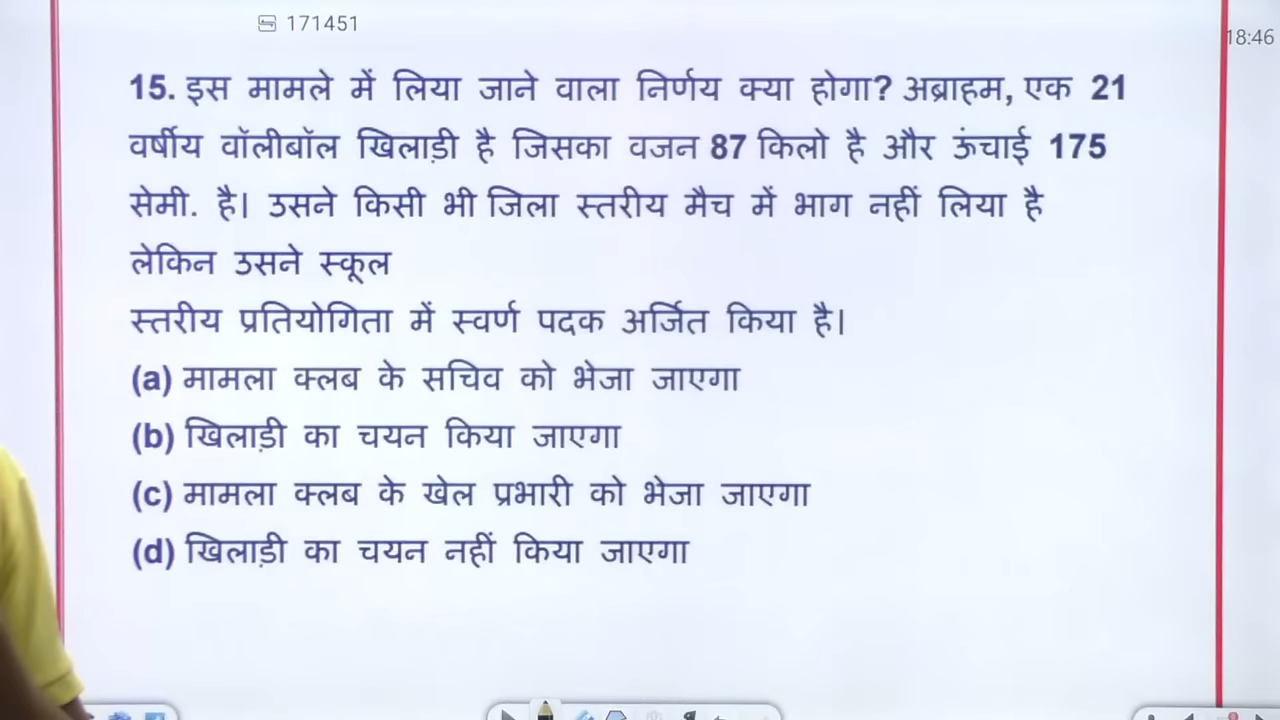 171451
18:46
15. इस मामले में लिया जाने वाला निर्णय क्या होगा? अब्राहम, एक 21
वर्षीय वॉलीबॉल खिलाड़ी है जिसका वजन 87 किलो है और ऊंचाई 175
सेमी. है। उसने किसी भी जिला स्तरीय मैच में भाग नहीं लिया है
लेकिन उसने स्कूल
स्तरीय प्रतियोगिता में स्वर्ण पदक अर्जित किया है।
(a) मामला क्लब के सचिव को भेजा जाएगा
(b) खिलाड़ी का चयन किया जाएगा
(c) मामला क्लब के खेल प्रभारी को भेजा जाएगा
(d) खिलाड़ी का चयन नहीं किया जाएगा